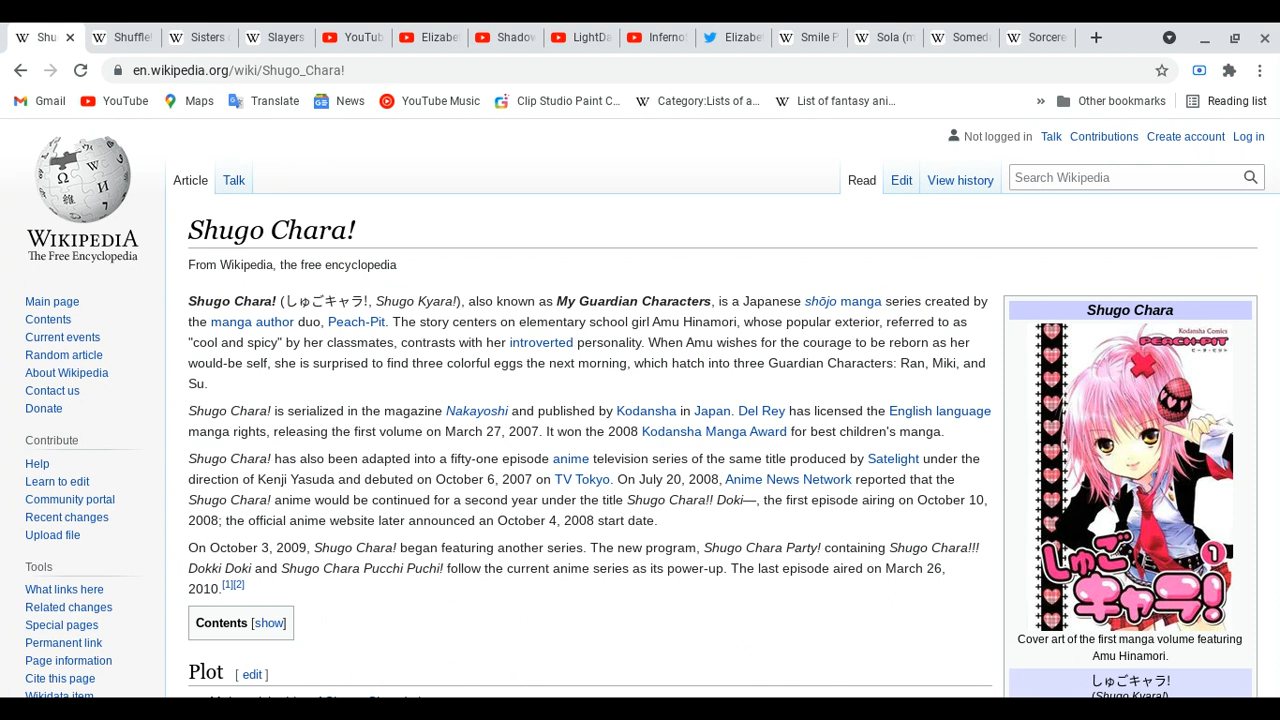 Shu
Shuffle!
Sisters
Slayers
YouTub
Elizabet
Shadow
LightDa
Inferno
Elizabet
Smile P
Sola (m
Someda
Sorcere
en.wikipedia.org/wiki/Shugo_Chara!
Gmail
YouTube
Maps
Translate
News
YouTube Music
Clip Studio Paint C...
Category:Lists of a...
List of fantasy ani...
»
Other bookmarks
Reading list
Not logged in Talk Contributions Create account Log in
Article Talk
Read Edit View history
Search Wikipedia
WIKIPEDIA
The Free Encyclopedia
Main page
Contents
Current events
Random article
About Wikipedia
Contact us
Donate
Contribute
Help
Learn to edit
Community portal
Recent changes
Upload file
Tools
What links here
Related changes
Special pages
Permanent link
Page information
Cite this page
Wikidata item
Shugo Chara!
From Wikipedia, the free encyclopedia
Shugo Chara! (しゅごキャラ!, Shugo Kyara!), also known as My Guardian Characters, is a Japanese shōjo manga series created by
the manga author duo, Peach-Pit. The story centers on elementary school girl Amu Hinamori, whose popular exterior, referred to as
"cool and spicy" by her classmates, contrasts with her introverted personality. When Amu wishes for the courage to be reborn as her
would-be self, she is surprised to find three colorful eggs the next morning, which hatch into three Guardian Characters: Ran, Miki, and
Su.
Shugo Chara! is serialized in the magazine Nakayoshi and published by Kodansha in Japan. Del Rey has licensed the English language
manga rights, releasing the first volume on March 27, 2007. It won the 2008 Kodansha Manga Award for best children's manga.
Shugo Chara! has also been adapted into a fifty-one episode anime television series of the same title produced by Satelight under the
direction of Kenji Yasuda and debuted on October 6, 2007 on TV Tokyo. On July 20, 2008, Anime News Network reported that the
Shugo Chara! anime would be continued for a second year under the title Shugo Chara!! Doki—, the first episode airing on October 10,
2008; the official anime website later announced an October 4, 2008 start date.
On October 3, 2009, Shugo Chara! began featuring another series. The new program, Shugo Chara Party! containing Shugo Chara!!!
Dokki Doki and Shugo Chara Pucchi Puchi! follow the current anime series as its power-up. The last episode aired on March 26,
2010.[1][2]
Contents [show]
Plot [ edit ]
Shugo Chara
Kodansha Comics
PEACH-PIT
しゅご
キャラ!
1
Cover art of the first manga volume featuring
Amu Hinamori.
しゅごキャラ!
(Shugo Kyara!)